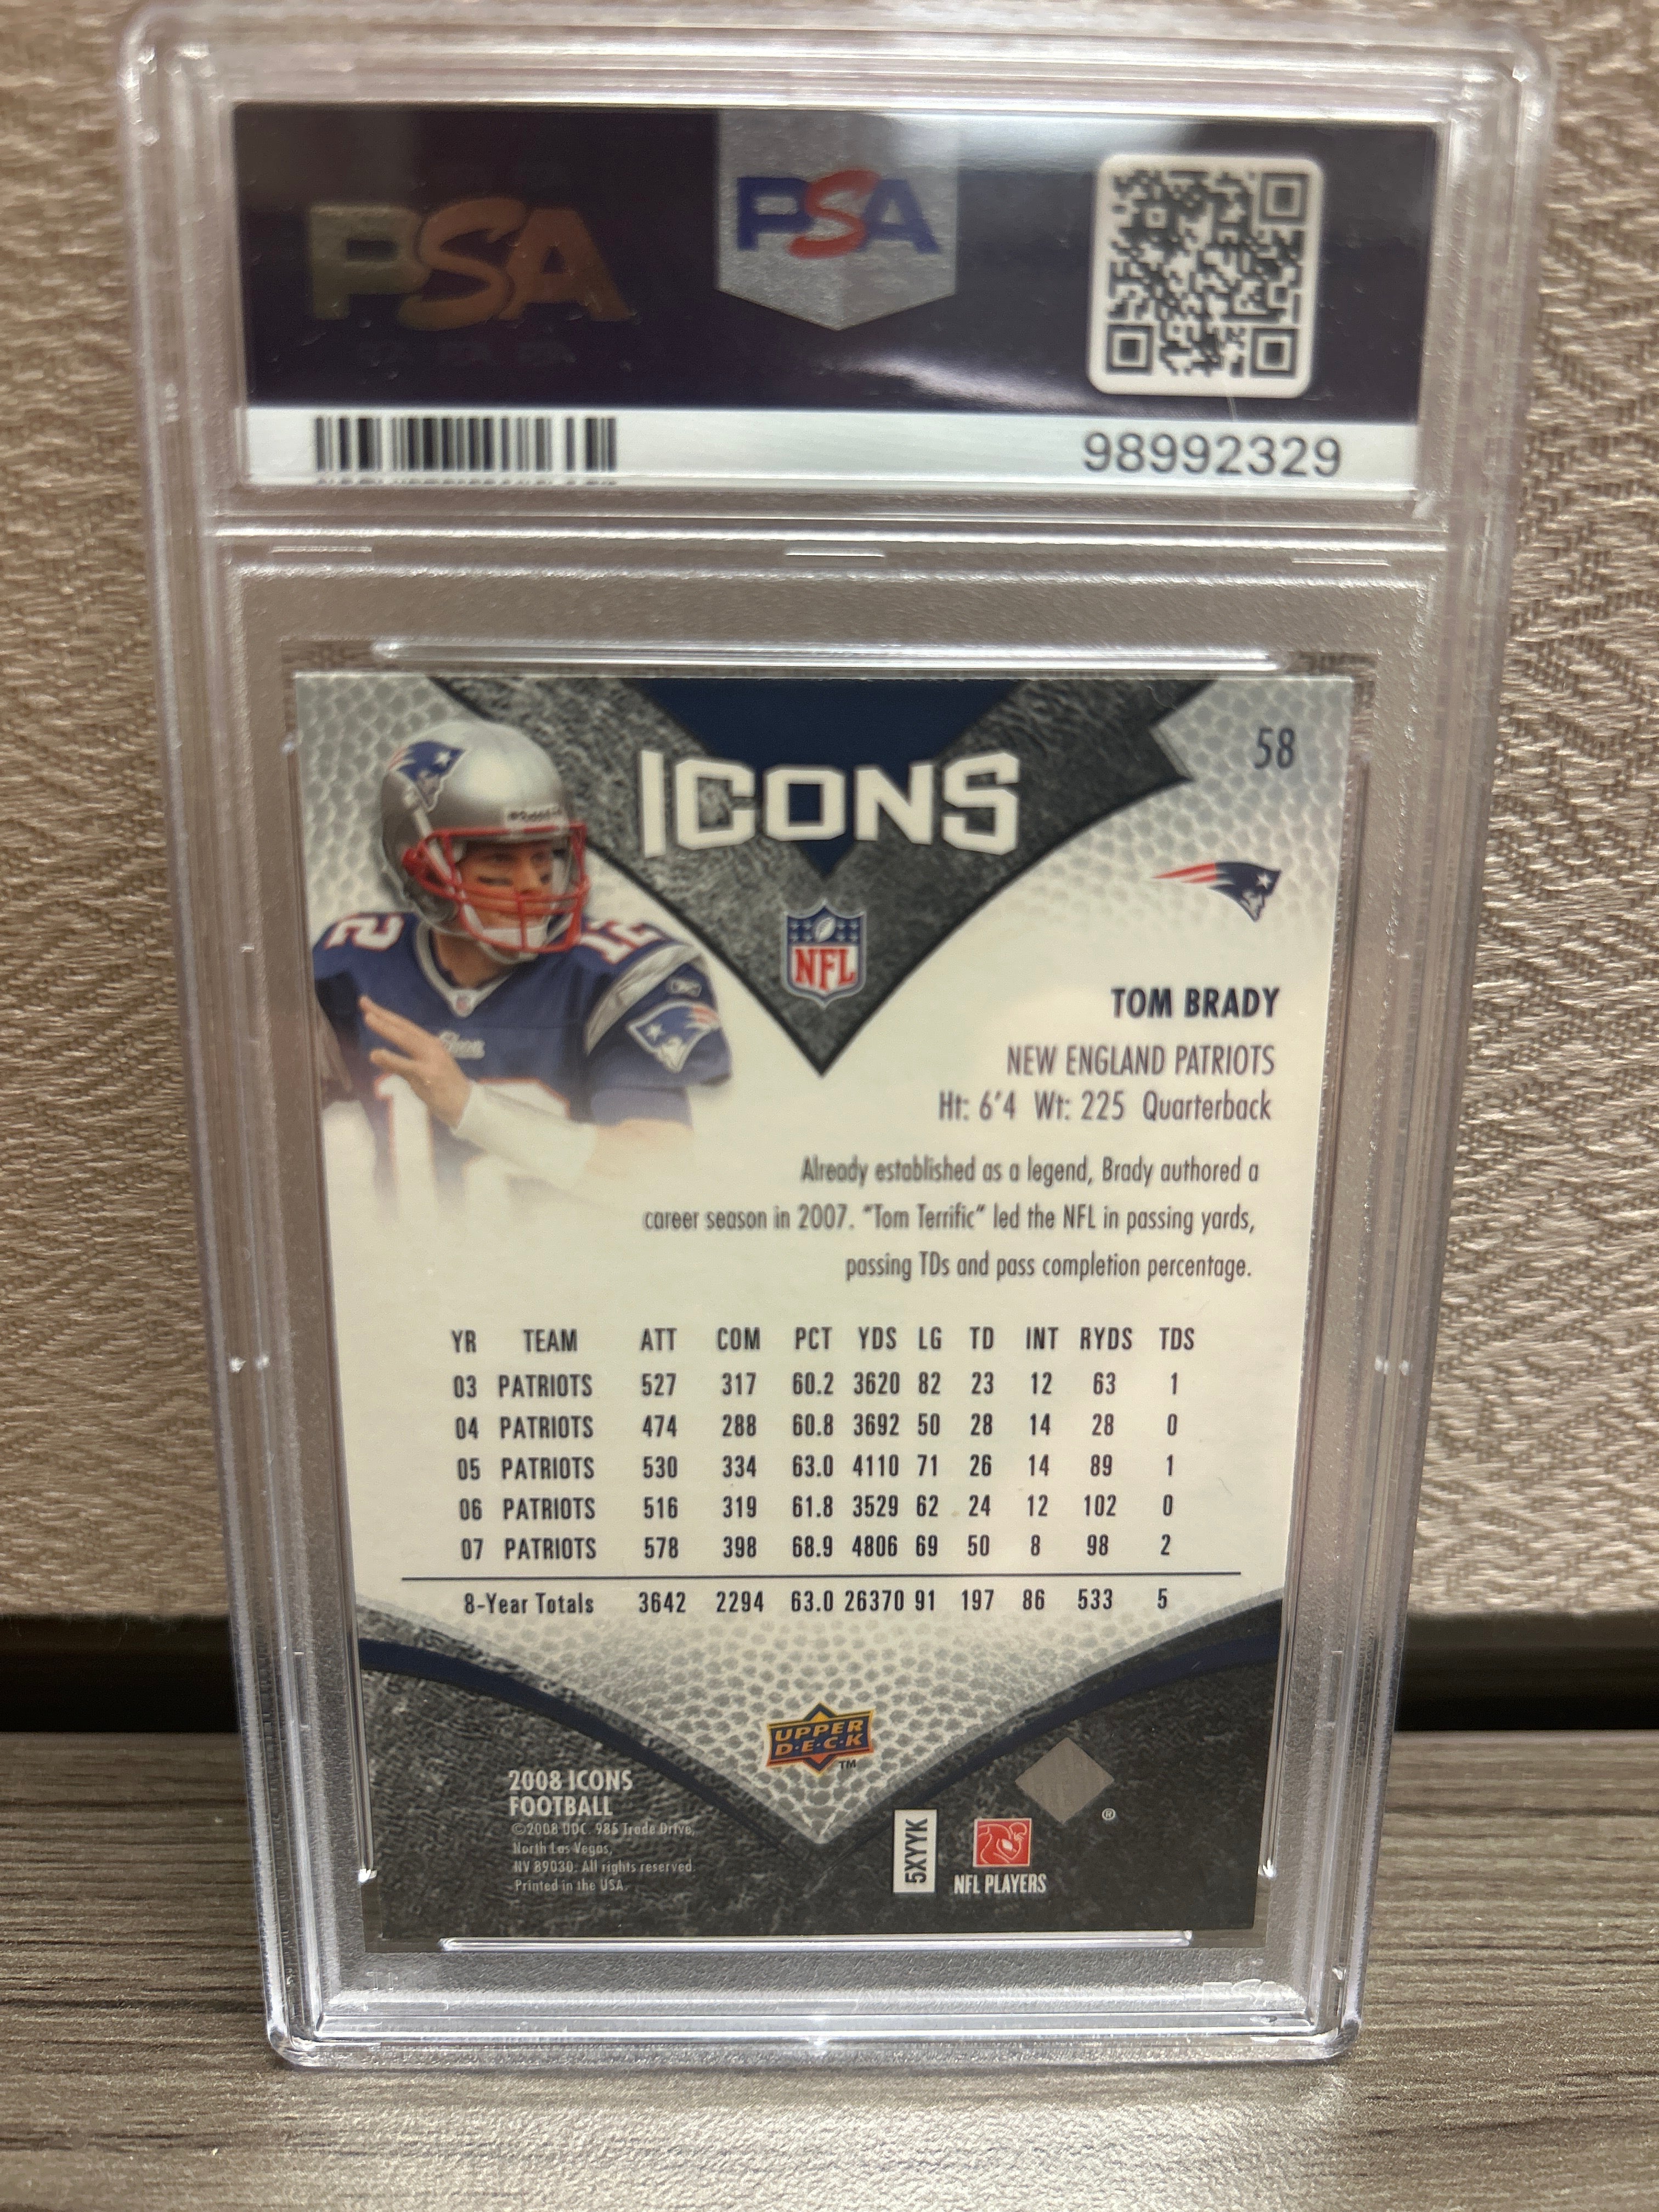 PSA
PSA
98992329
ICONS
58
NFL
TOM BRADY
NEW ENGLAND PATRIOTS
Ht: 6'4 Wt: 225 Quarterback
Already established as a legend, Brady authored a
career season in 2007. "Tom Terrific" led the NFL in passing yards,
passing TDs and pass completion percentage.
YR TEAM ATT COM PCT YDS LG TD INT RYDS TDS
03 PATRIOTS 527 317 60.2 3620 82 23 12 63 1
04 PATRIOTS 474 288 60.8 3692 50 28 14 28 0
05 PATRIOTS 530 334 63.0 4110 71 26 14 89 1
06 PATRIOTS 516 319 61.8 3529 62 24 12 102 0
07 PATRIOTS 578 398 68.9 4806 69 50 8 98 2
8-Year Totals 3642 2294 63.0 26370 91 197 86 533 5
UPPER
D·E·C·K
TM
2008 ICONS
FOOTBALL
©2008 UDC. 985 Trade Drive,
North Las Vegas,
NV 89030. All rights reserved.
Printed in the USA.
5XYYK
NFL PLAYERS
®
12
12